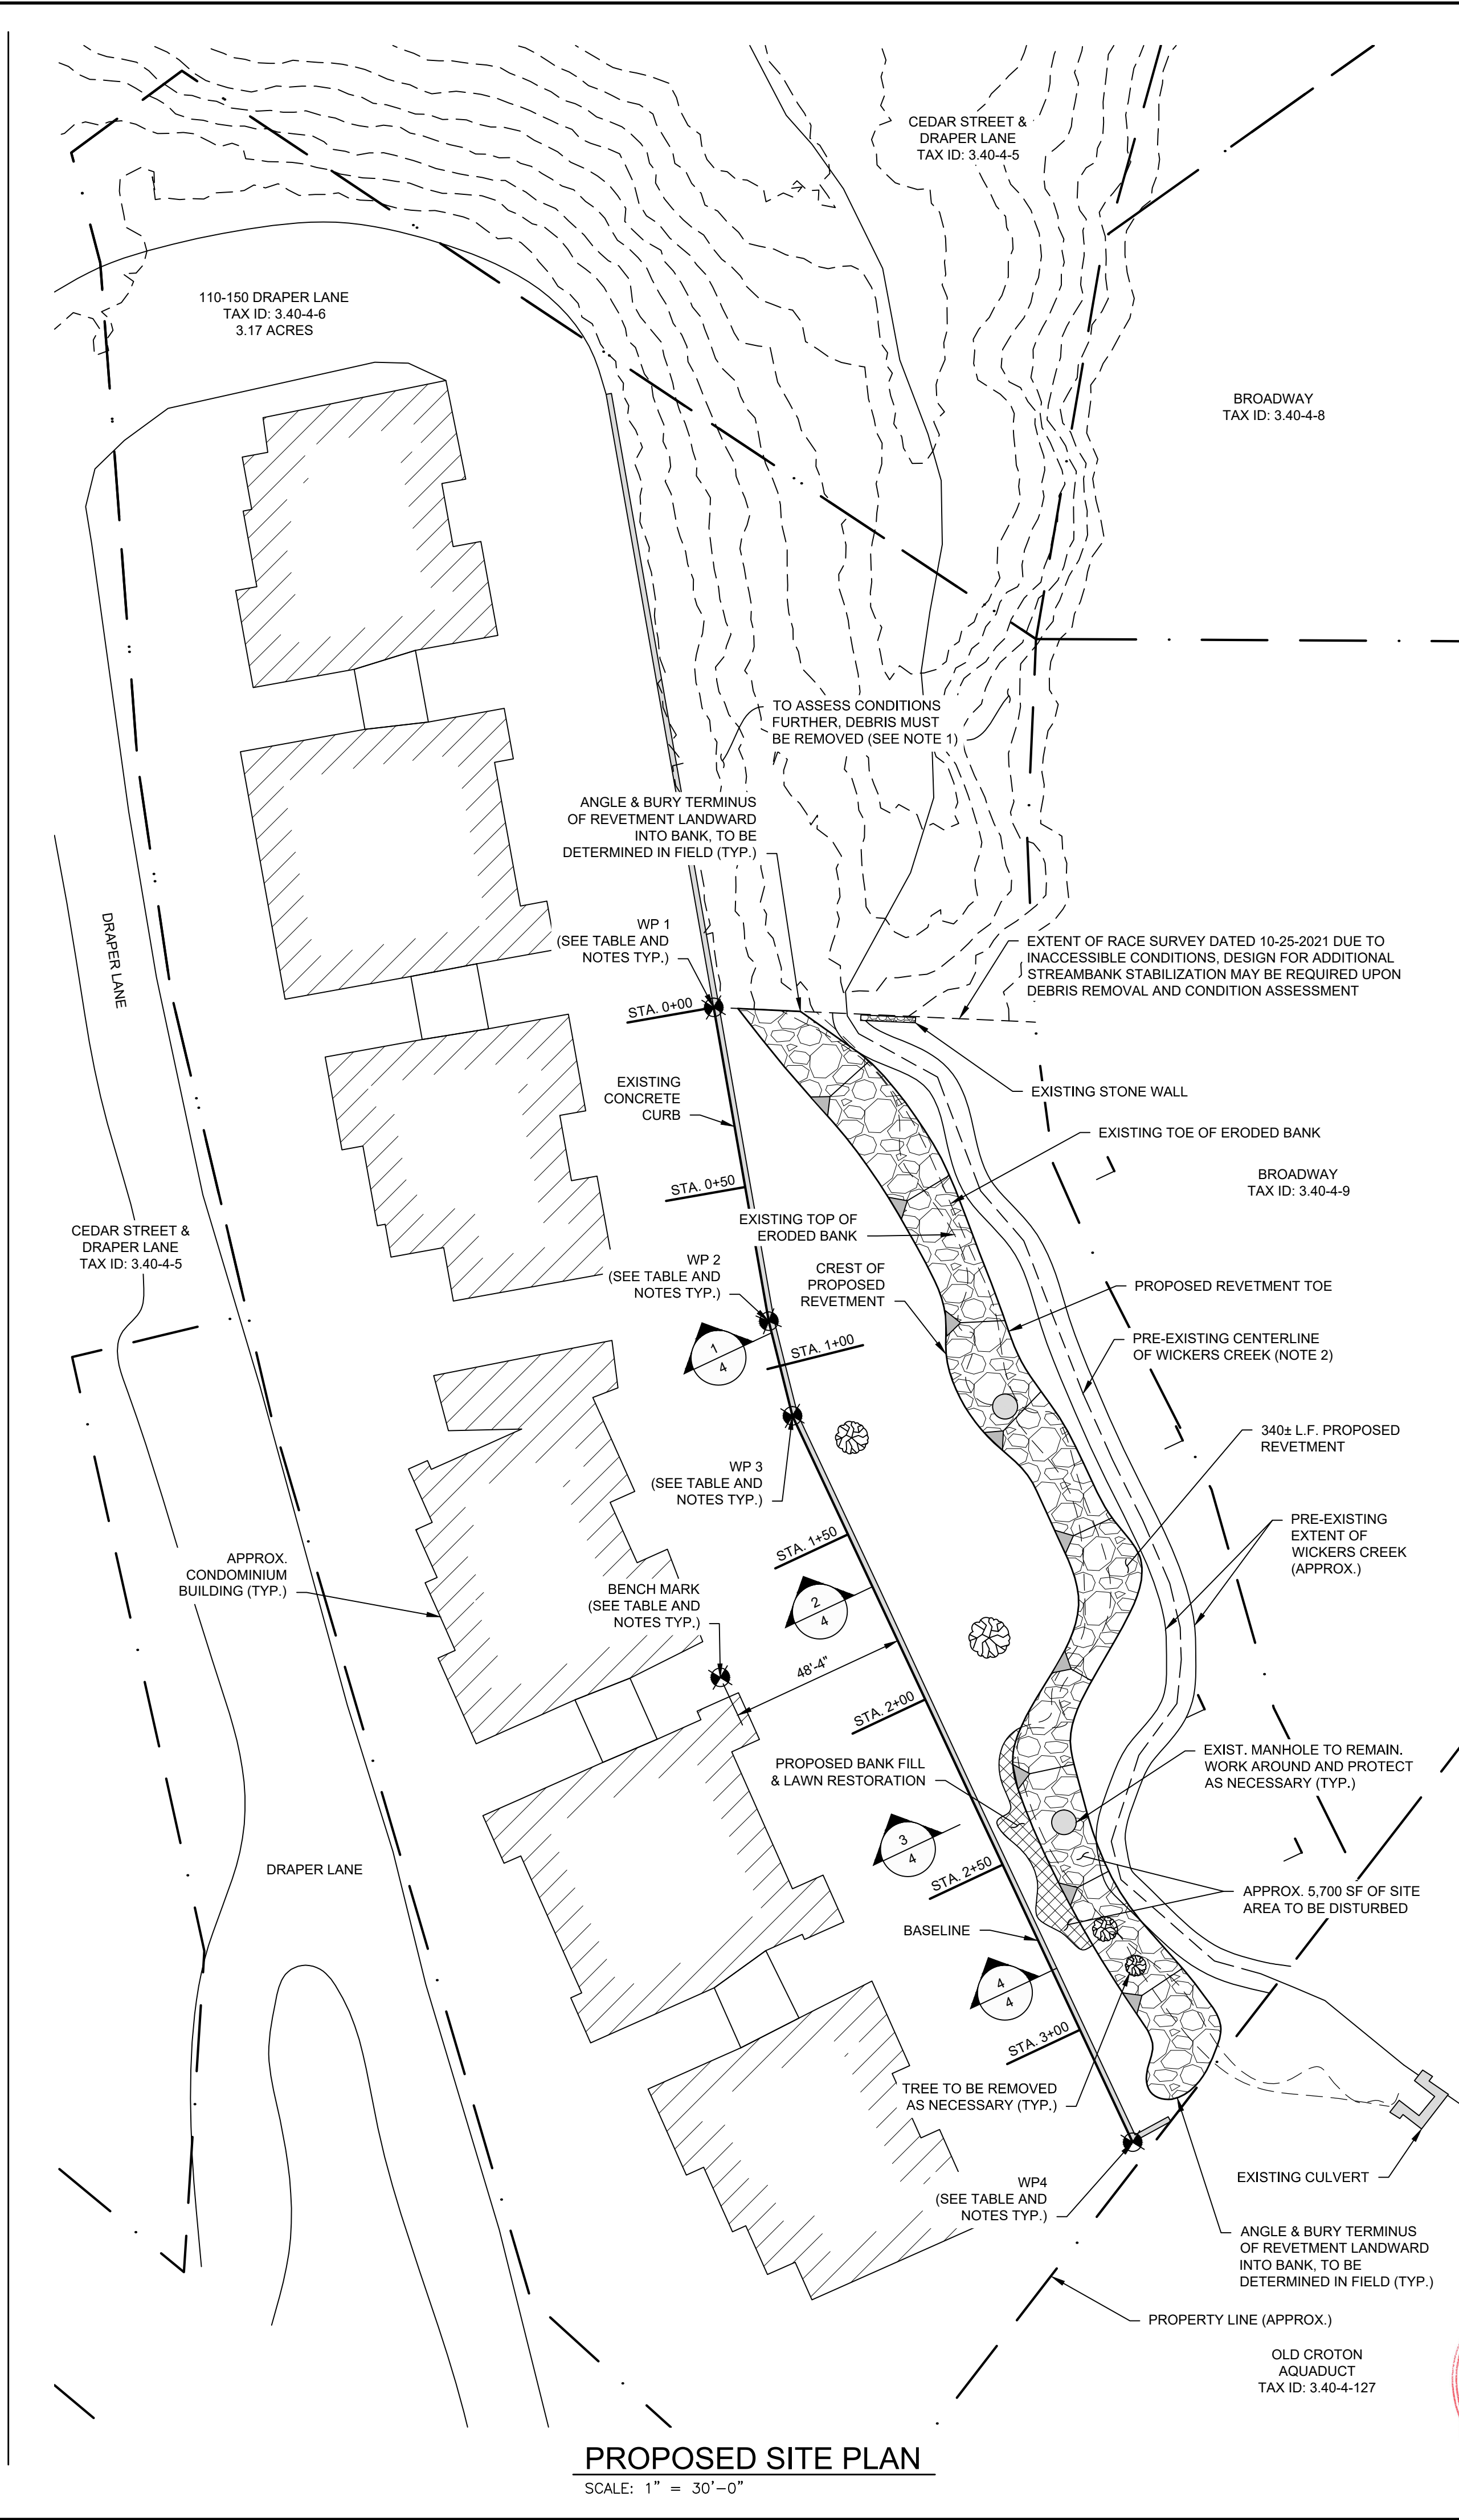 CEDAR STREET &
DRAPER LANE
TAX ID: 3.40-4-5
110-150 DRAPER LANE
TAX ID: 3.40-4-6
3.17 ACRES
BROADWAY
TAX ID: 3.40-4-8
TO ASSESS CONDITIONS
FURTHER, DEBRIS MUST
BE REMOVED (SEE NOTE 1)
ANGLE & BURY TERMINUS
OF REVETMENT LANDWARD
INTO BANK, TO BE
DETERMINED IN FIELD (TYP.)
DRAPER LANE
WP 1
(SEE TABLE AND
NOTES TYP.)
EXTENT OF RACE SURVEY DATED 10-25-2021 DUE TO
INACCESSIBLE CONDITIONS, DESIGN FOR ADDITIONAL
STREAMBANK STABILIZATION MAY BE REQUIRED UPON
DEBRIS REMOVAL AND CONDITION ASSESSMENT
STA. 0+00
EXISTING
CONCRETE
CURB
EXISTING STONE WALL
EXISTING TOE OF ERODED BANK
BROADWAY
TAX ID: 3.40-4-9
STA. 0+50
EXISTING TOP OF
ERODED BANK
CEDAR STREET &
DRAPER LANE
TAX ID: 3.40-4-5
WP 2
(SEE TABLE AND
NOTES TYP.)
CREST OF
PROPOSED
REVETMENT
PROPOSED REVETMENT TOE
1
4
STA. 1+00
PRE-EXISTING CENTERLINE
OF WICKERS CREEK (NOTE 2)
340± L.F. PROPOSED
REVETMENT
WP 3
(SEE TABLE AND
NOTES TYP.)
PRE-EXISTING
EXTENT OF
WICKERS CREEK
(APPROX.)
STA. 1+50
APPROX.
CONDOMINIUM
BUILDING (TYP.)
BENCH MARK
(SEE TABLE AND
NOTES TYP.)
2
4
48'-4"
STA. 2+00
PROPOSED BANK FILL
& LAWN RESTORATION
EXIST. MANHOLE TO REMAIN.
WORK AROUND AND PROTECT
AS NECESSARY (TYP.)
3
4
DRAPER LANE
STA. 2+50
APPROX. 5,700 SF OF SITE
AREA TO BE DISTURBED
BASELINE
4
4
STA. 3+00
TREE TO BE REMOVED
AS NECESSARY (TYP.)
EXISTING CULVERT
WP4
(SEE TABLE AND
NOTES TYP.)
ANGLE & BURY TERMINUS
OF REVETMENT LANDWARD
INTO BANK, TO BE
DETERMINED IN FIELD (TYP.)
PROPERTY LINE (APPROX.)
OLD CROTON
AQUADUCT
TAX ID: 3.40-4-127
PROPOSED SITE PLAN
SCALE: 1" = 30'-0"